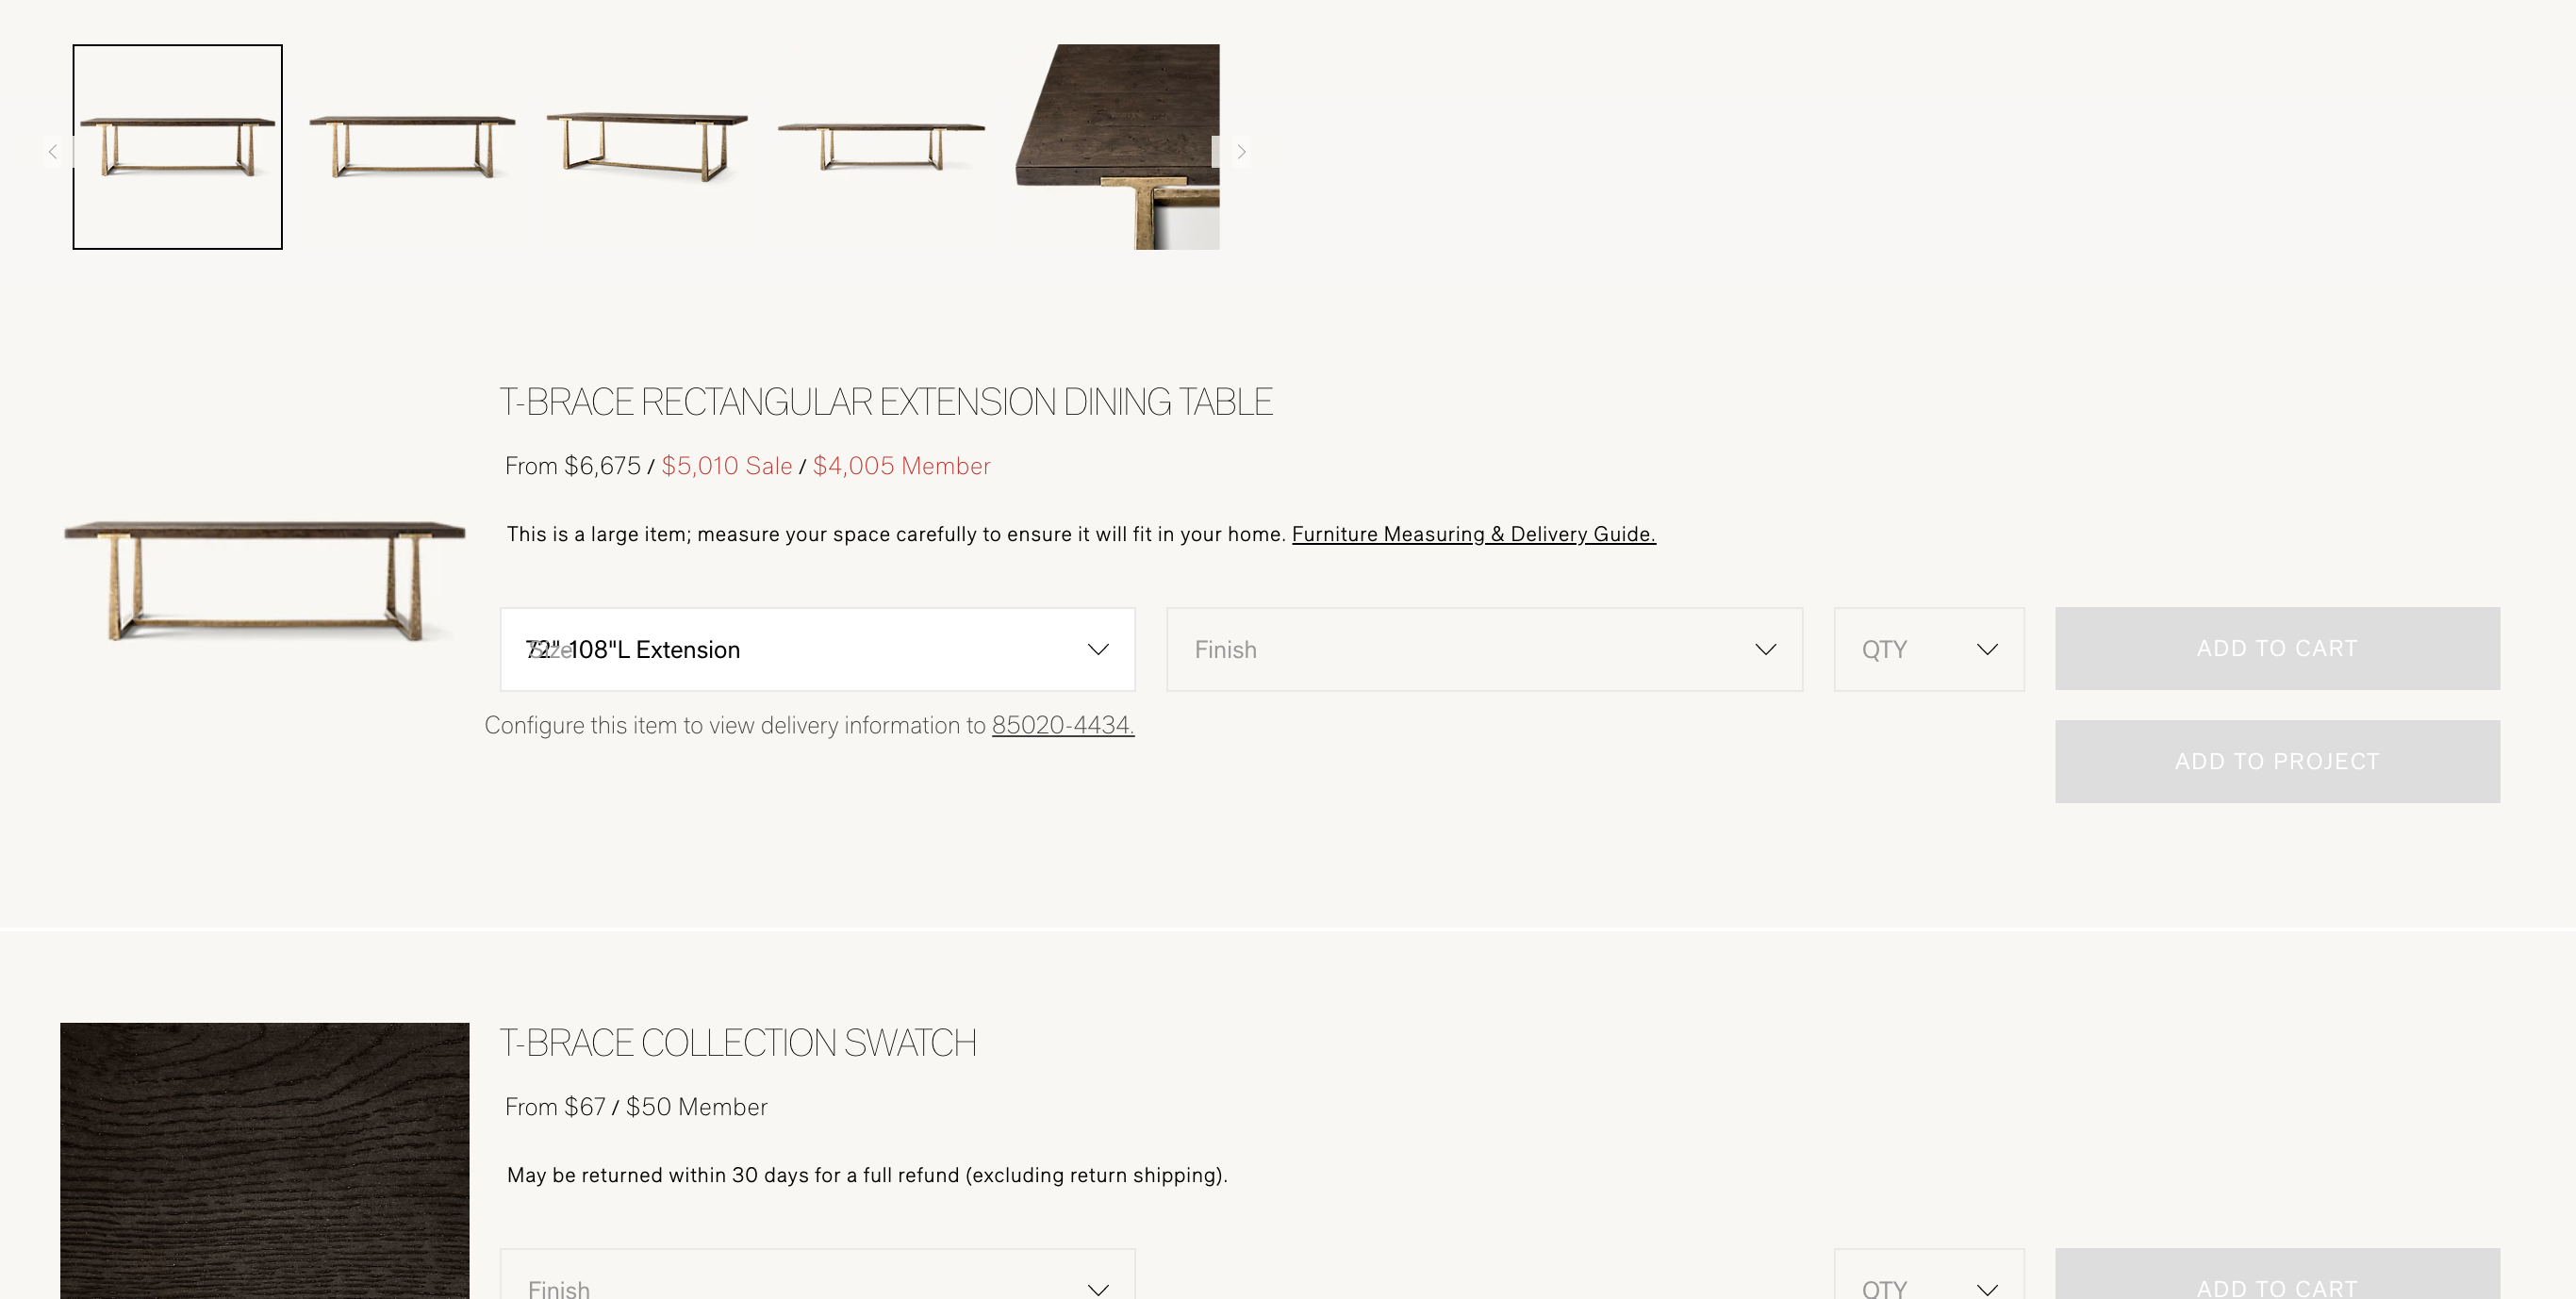 T-BRACE RECTANGULAR EXTENSION DINING TABLE
From $6,675 / $5,010 Sale / $4,005 Member
This is a large item; measure your space carefully to ensure it will fit in your home. Furniture Measuring & Delivery Guide.
Size
72"-108"L Extension
Finish
QTY
ADD TO CART
Configure this item to view delivery information to 85020-4434.
ADD TO PROJECT
T-BRACE COLLECTION SWATCH
From $67 / $50 Member
May be returned within 30 days for a full refund (excluding return shipping).
Finish
QTY
ADD TO CART